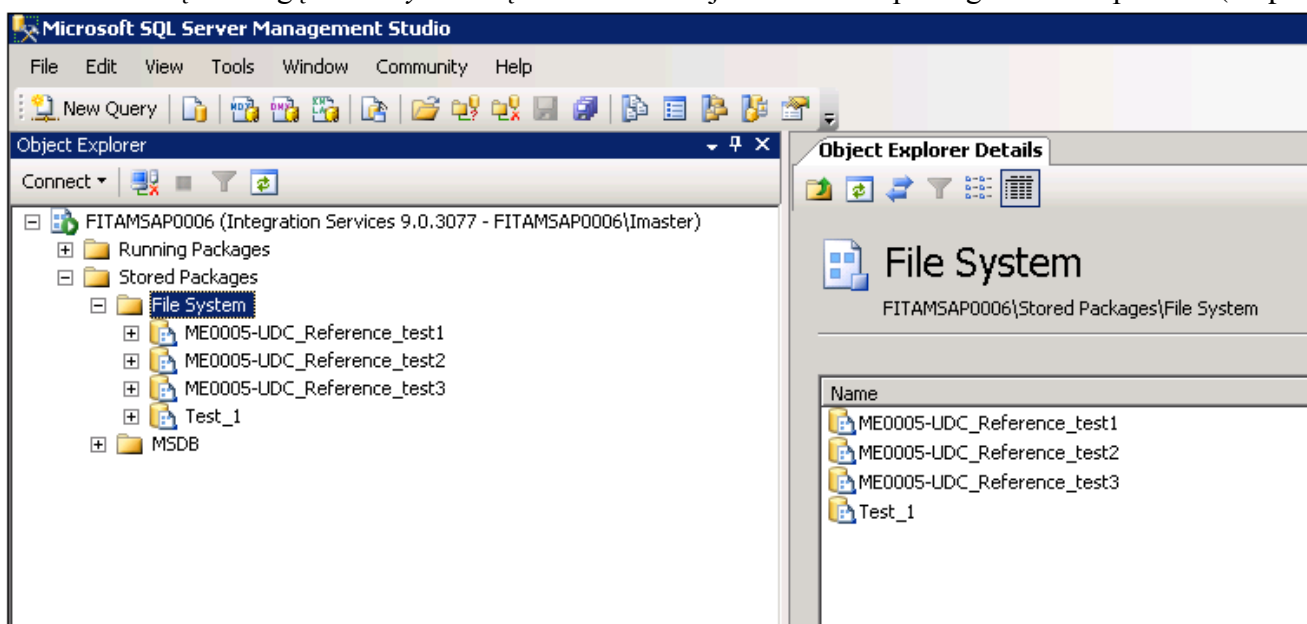 Microsoft SQL Server Management Studio
File Edit View Tools Window Community Help
New Query
Object Explorer
Connect
FITAMSAP0006 (Integration Services 9.0.3077 - FITAMSAP0006\Imaster)
Running Packages
Stored Packages
File System
ME0005-UDC_Reference_test1
ME0005-UDC_Reference_test2
ME0005-UDC_Reference_test3
Test_1
MSDB
Object Explorer Details
File System
FITAMSAP0006\Stored Packages\File System
Name
ME0005-UDC_Reference_test1
ME0005-UDC_Reference_test2
ME0005-UDC_Reference_test3
Test_1